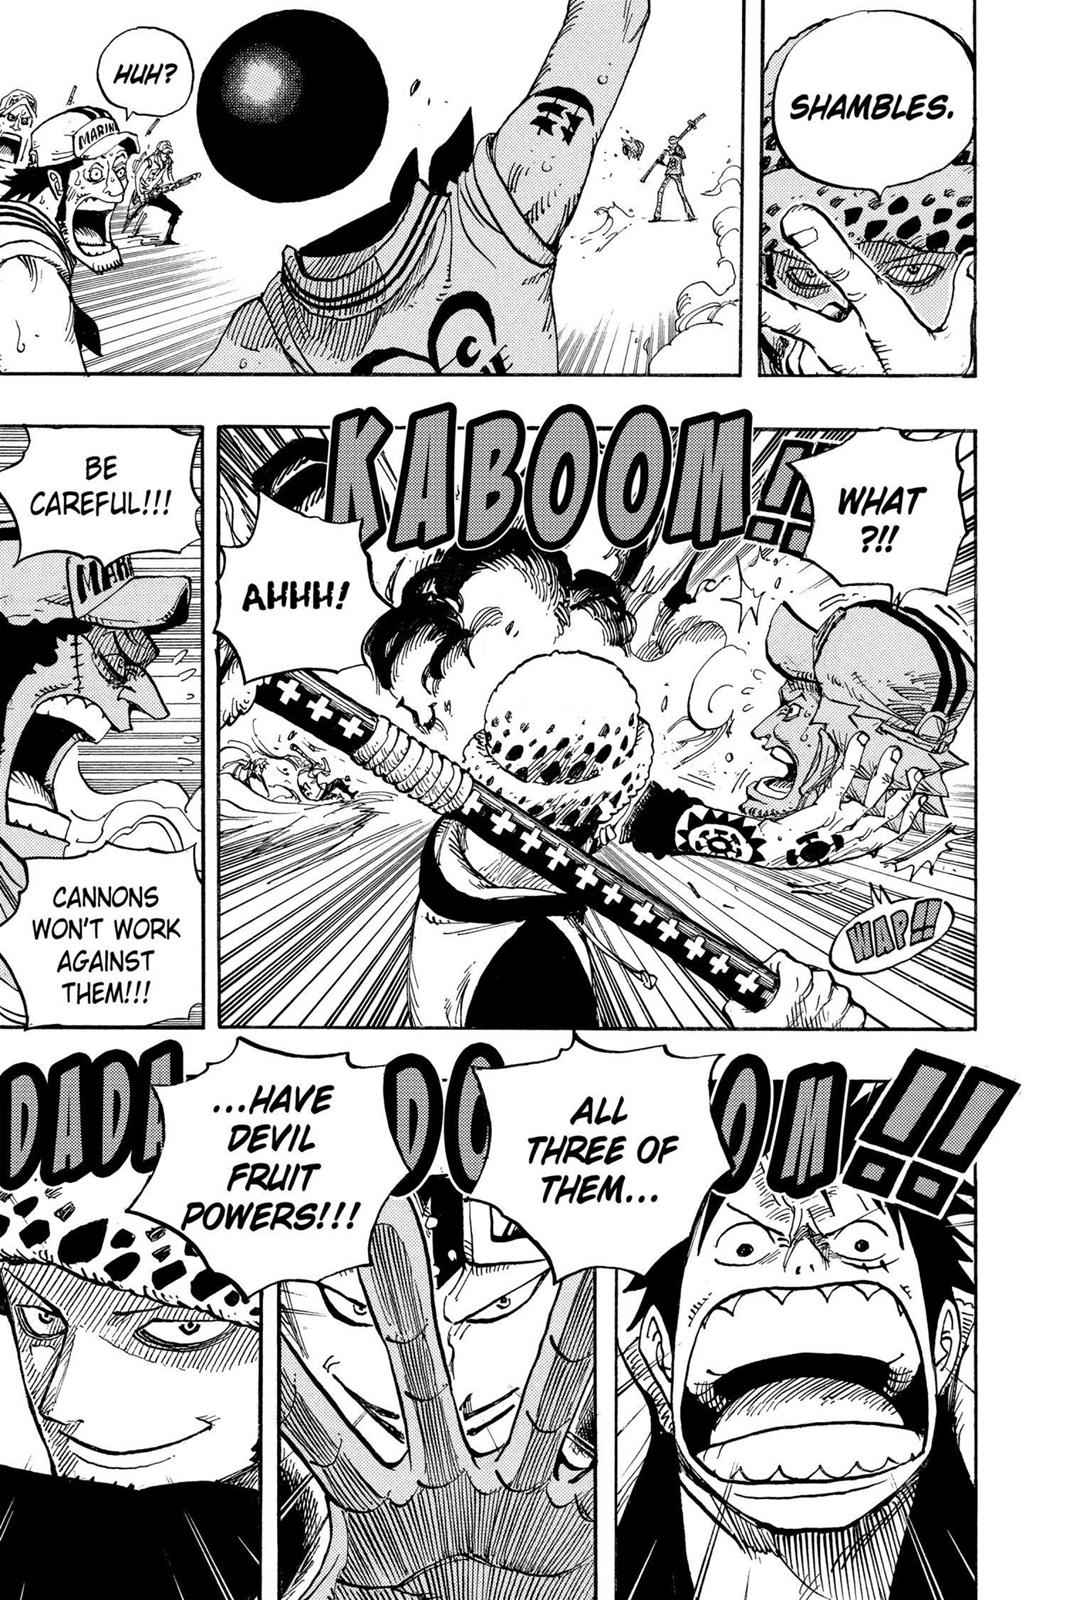 SHAMBLES.
HUH?
MARIN
C
KABOOM!!
WHAT
?!!
AHHH!
WAP!!
BE
CAREFUL!!!
MARI
CANNONS
WON'T WORK
AGAINST
THEM!!!
ALL
THREE OF
THEM...
...HAVE
DEVIL
FRUIT
POWERS!!!